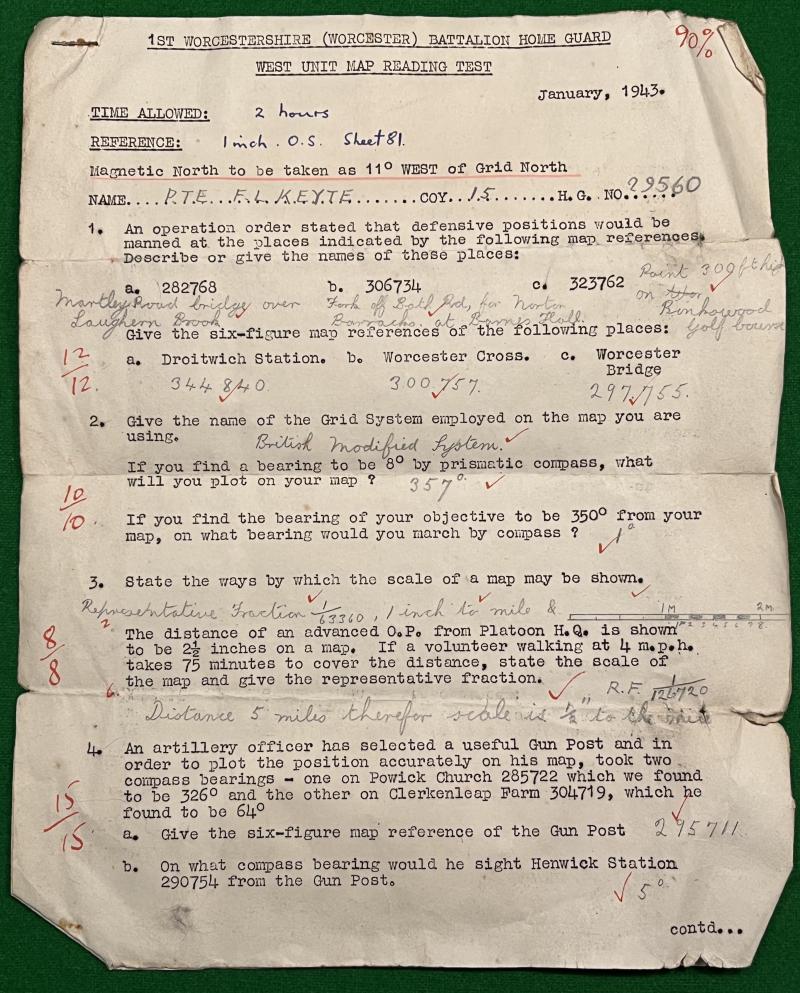 1ST WORCESTERSHIRE (WORCESTER) BATTALION HOME GUARD
90%
WEST UNIT MAP READING TEST
January, 1943.
TIME ALLOWED: 2 hours
REFERENCE: 1 inch. O.S. Sheet 81.
Magnetic North to be taken as 11° WEST of Grid North
NAME....P.T.E...F.L.KEYTE.......COY...15.......H.G. NO.29560
1. An operation order stated that defensive positions would be
manned at the places indicated by the following map references.
Describe or give the names of these places:
a. 282768 b. 306734 c. 323762
Point 300 ft high
on
Golf course
Martley Road bridge over
Laughern Brook
Fork off Bath Rd, for Norton
Barracks. at Barnes Hall.
Give the six-figure map references of the following places:
12/12.
a. Droitwich Station. b. Worcester Cross. c. Worcester
Bridge
344840. 300757. 297755.
2. Give the name of the Grid System employed on the map you are
using. British Modified System.
If you find a bearing to be 8° by prismatic compass, what
will you plot on your map ? 357°.
10/10.
If you find the bearing of your objective to be 350° from your
map, on what bearing would you march by compass ? 1°
3. State the ways by which the scale of a map may be shown.
Representative Fraction 1/63360, 1 inch to mile &
1M 2M
2
8/8
The distance of an advanced O.P. from Platoon H.Q. is shown
to be 2½ inches on a map. If a volunteer walking at 4 m.p.h.
takes 75 minutes to cover the distance, state the scale of
the map and give the representative fraction.
6. R.F. 1/126720
Distance 5 miles therefor scale is ½" to the mile
4. An artillery officer has selected a useful Gun Post and in
order to plot the position accurately on his map, took two
compass bearings - one on Powick Church 285722 which we found
to be 326° and the other on Clerkenleap Farm 304719, which he
found to be 64°
15/15.
a. Give the six-figure map reference of the Gun Post 295711
b. On what compass bearing would he sight Henwick Station
290754 from the Gun Post. 5°.
contd...